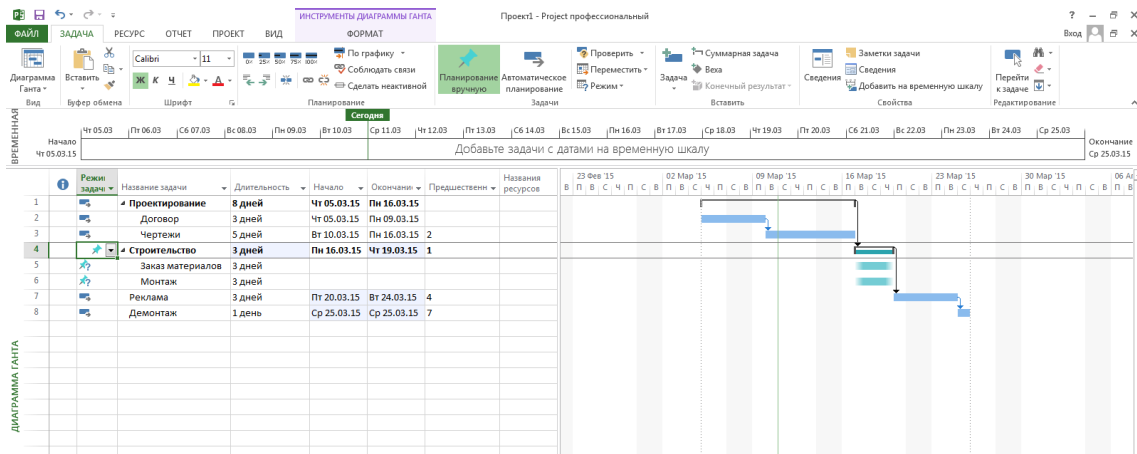 ИНСТРУМЕНТЫ ДИАГРАММЫ ГАНТА
Проект1 - Project профессиональный
ФАЙЛ ЗАДАЧА РЕСУРС ОТЧЕТ ПРОЕКТ ВИД ФОРМАТ Вход
Диаграмма Ганта
Вид
Вставить
Буфер обмена
Calibri 11
Ж К Ч
Шрифт
0× 25× 50× 75× 100×
По графику
Соблюдать связи
Сделать неактивной
Планирование
Планирование вручную
Автоматическое планирование
Проверить
Переместить
Режим
Задачи
Задача
Суммарная задача
Веха
Конечный результат
Вставить
Сведения
Заметки задачи
Сведения
Добавить на временную шкалу
Свойства
Перейти к задаче
Редактирование
ВРЕМЕННАЯ
Сегодня
Начало
Чт 05.03.15
Чт 05.03 Пт 06.03 Сб 07.03 Вс 08.03 Пн 09.03 Вт 10.03 Ср 11.03 Чт 12.03 Пт 13.03 Сб 14.03 Вс 15.03 Пн 16.03 Вт 17.03 Ср 18.03 Чт 19.03 Пт 20.03 Сб 21.03 Вс 22.03 Пн 23.03 Вт 24.03 Ср 25.03
Добавьте задачи с датами на временную шкалу
Окончание
Ср 25.03.15
ДИАГРАММА ГАНТА
Режи задачи Название задачи Длительность Начало Окончани Предшественн Названия ресурсов
1 Проектирование 8 дней Чт 05.03.15 Пн 16.03.15
2 Договор 3 дней Чт 05.03.15 Пн 09.03.15
3 Чертежи 5 дней Вт 10.03.15 Пн 16.03.15 2
4 Строительство 3 дней Пн 16.03.15 Чт 19.03.15 1
5 Заказ материалов 3 дней
6 Монтаж 3 дней
7 Реклама 3 дней Пт 20.03.15 Вт 24.03.15 4
8 Демонтаж 1 день Ср 25.03.15 Ср 25.03.15 7
23 Фев '15 02 Мар '15 09 Мар '15 16 Мар '15 23 Мар '15 30 Мар '15 06 Ап
В П В С Ч П С В П В С Ч П С В П В С Ч П С В П В С Ч П С В П В С Ч П С В П В С Ч П С В П